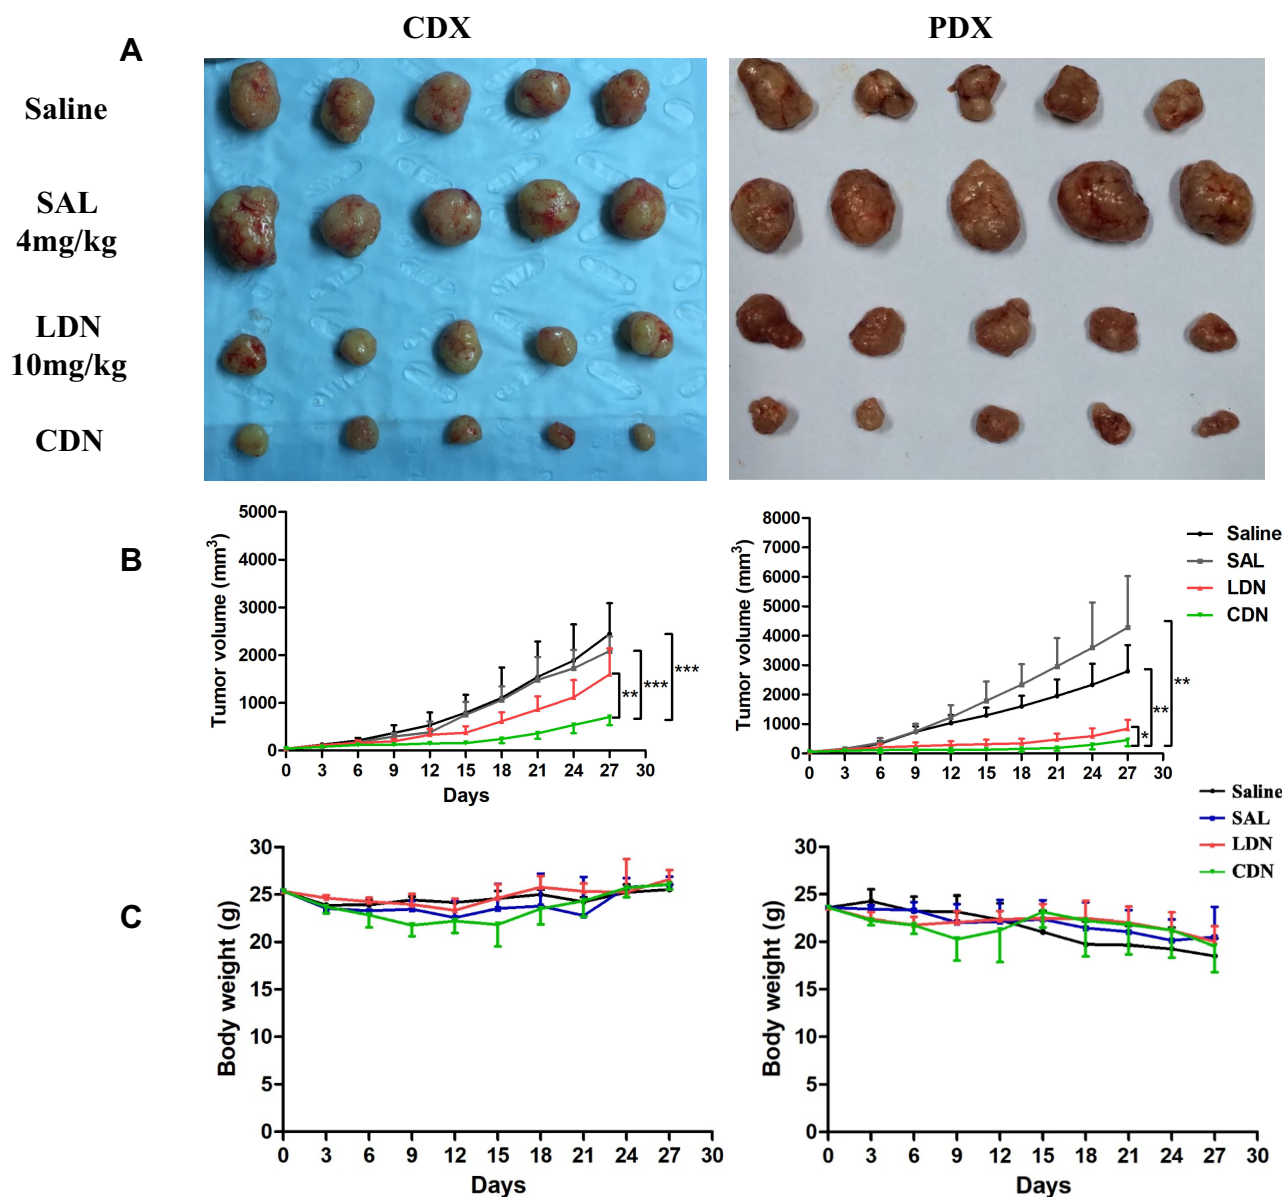 CDX
PDX
A
Saline
SAL
4mg/kg
LDN
10mg/kg
CDN
B
Tumor volume (mm³)
5000
4000
3000
2000
1000
0
0 3 6 9 12 15 18 21 24 27 30
Days
**
***
***
Tumor volume (mm³)
8000
7000
6000
5000
4000
3000
2000
1000
0
0 3 6 9 12 15 18 21 24 27 30
*
**
**
Saline
SAL
LDN
CDN
C
Body weight (g)
30
25
20
15
10
5
0
0 3 6 9 12 15 18 21 24 27 30
Days
Body weight (g)
30
25
20
15
10
5
0
0 3 6 9 12 15 18 21 24 27 30
Days
Saline
SAL
LDN
CDN